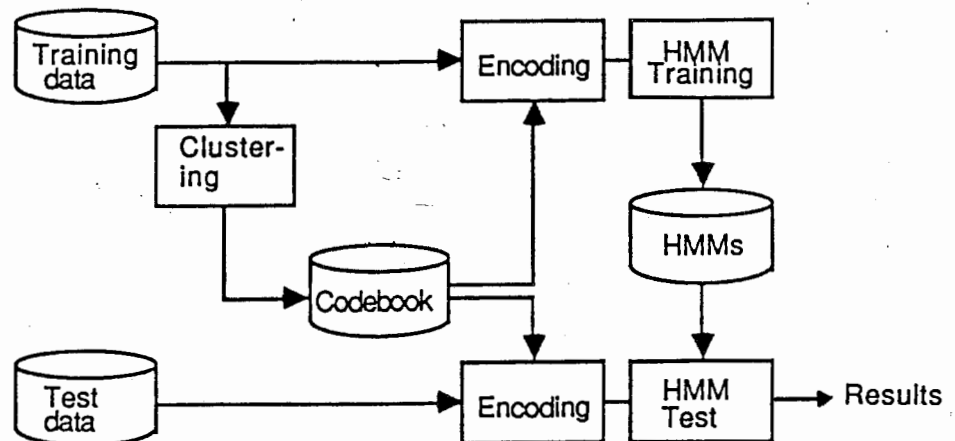 Training
data
Encoding
HMM
Training
Cluster-
ing
HMMs
Codebook
Test
data
Encoding
HMM
Test
Results